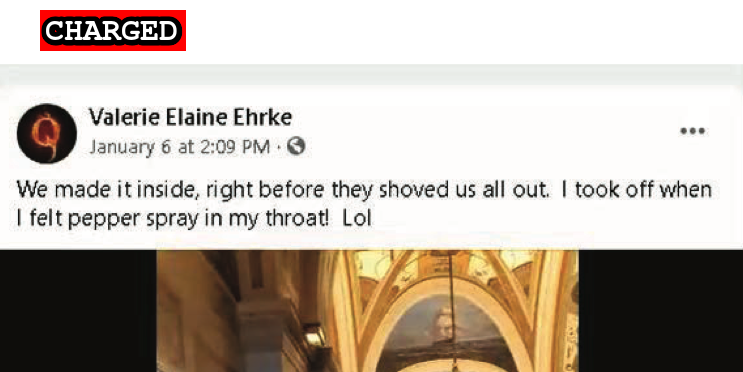 CHARGED
Valerie Elaine Ehrke
January 6 at 2:09 PM ·
We made it inside, right before they shoved us all out. I took off when
I felt pepper spray in my throat! Lol